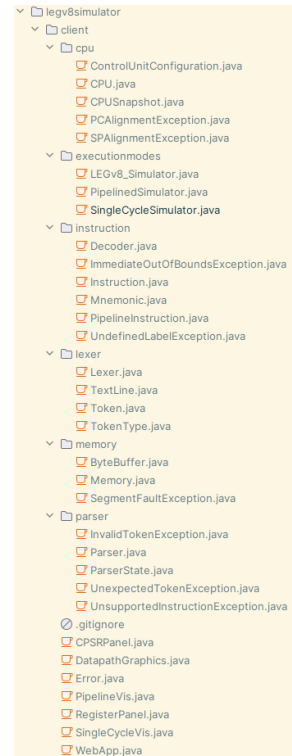 legv8simulator
client
cpu
ControlUnitConfiguration.java
CPU.java
CPUSnapshot.java
PCAlignmentException.java
SPAlignmentException.java
executionmodes
LEGv8_Simulator.java
PipelinedSimulator.java
SingleCycleSimulator.java
instruction
Decoder.java
ImmediateOutOfBoundsException.java
Instruction.java
Mnemonic.java
PipelineInstruction.java
UndefinedLabelException.java
lexer
Lexer.java
TextLine.java
Token.java
TokenType.java
memory
ByteBuffer.java
Memory.java
SegmentFaultException.java
parser
InvalidTokenException.java
Parser.java
ParserState.java
UnexpectedTokenException.java
UnsupportedInstructionException.java
.gitignore
CPSRPanel.java
DatapathGraphics.java
Error.java
PipelineVis.java
RegisterPanel.java
SingleCycleVis.java
WebApp.java